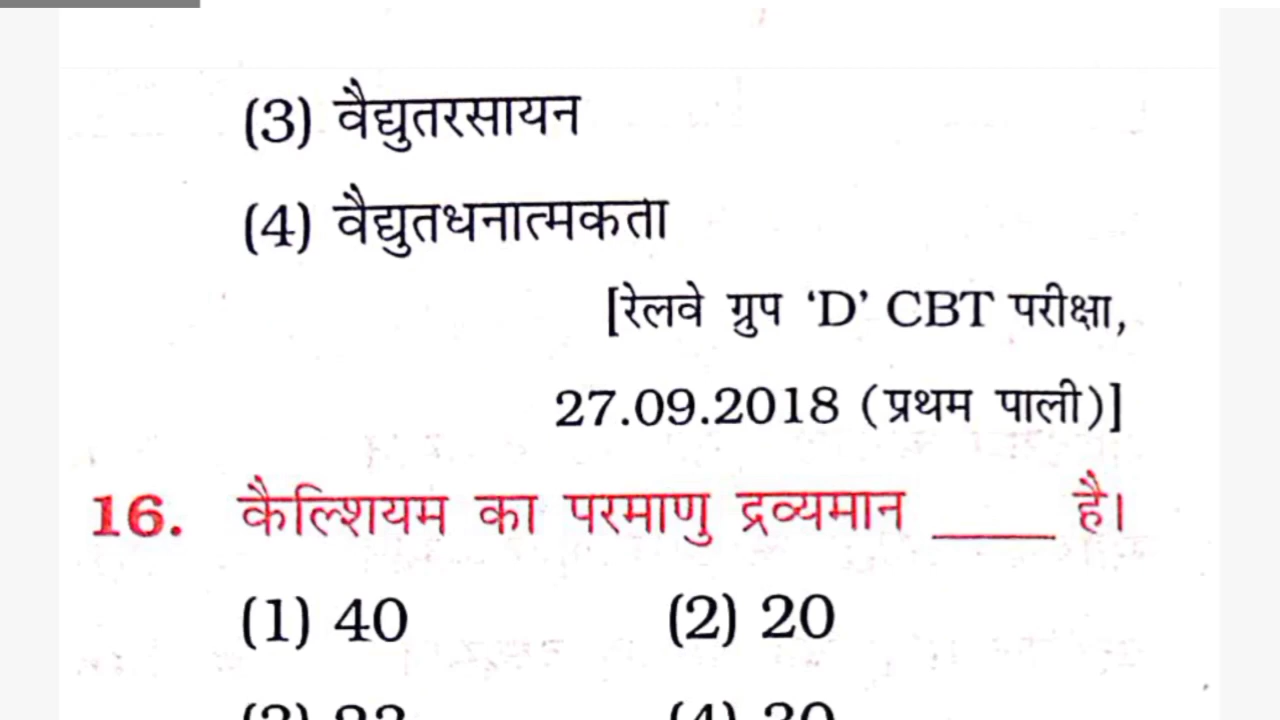 (3) वैद्युतरसायन
(4) वैद्युतधनात्मकता
[रेलवे ग्रुप ‘D’ CBT परीक्षा,
27.09.2018 (प्रथम पाली)]
16. कैल्शियम का परमाणु द्रव्यमान ____ है।
(1) 40 (2) 20